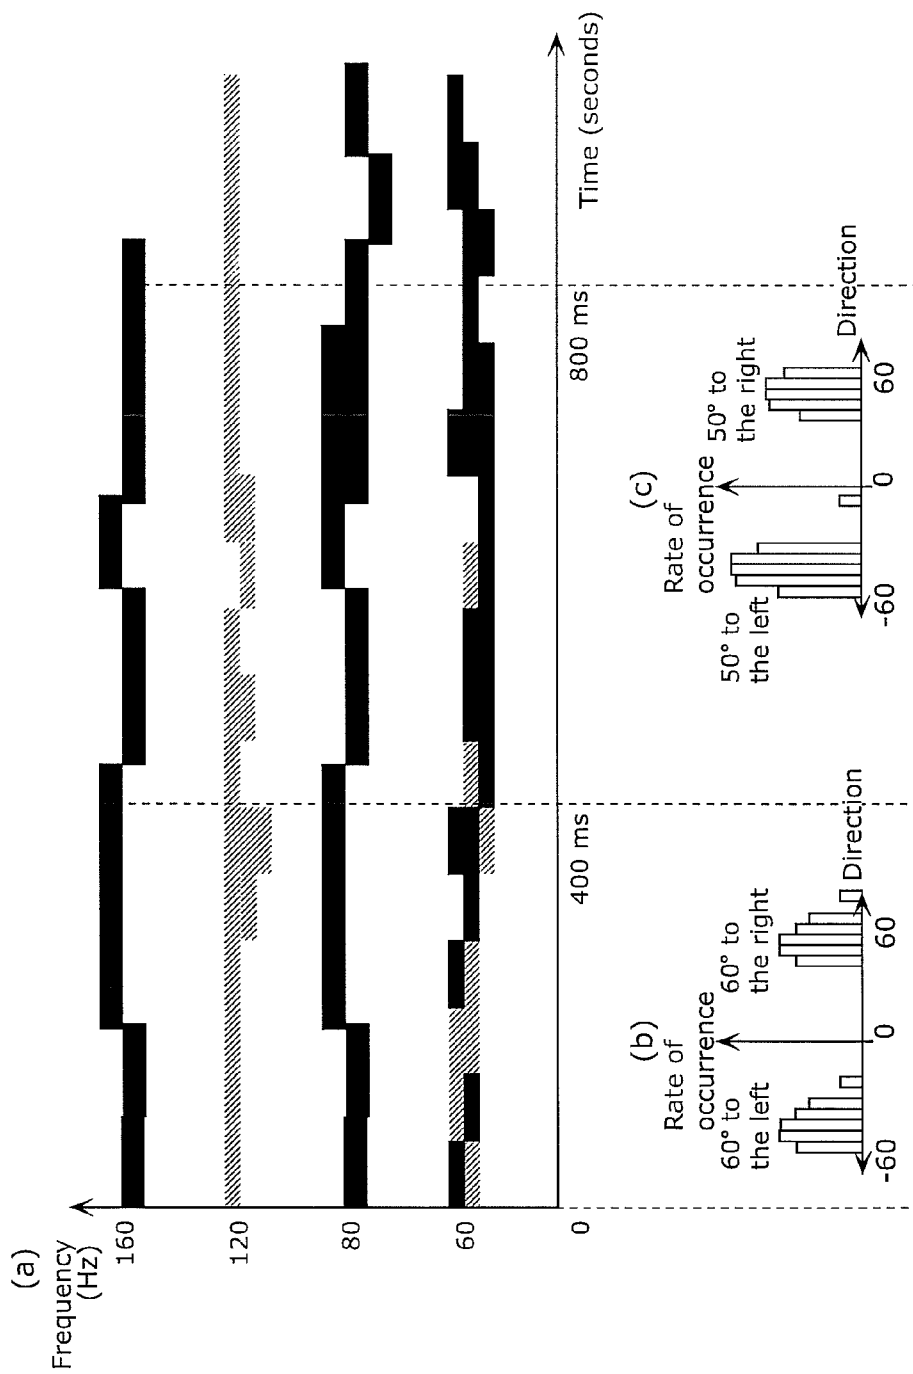 (a)
Frequency
(Hz)
160
120
80
60
0
400 ms
800 ms
Time (seconds)
(b)
Rate of
occurrence
60° to
the left
60° to
the right
-60
0
60
Direction
(c)
Rate of
occurrence
50° to
the left
50° to
the right
-60
0
60
Direction